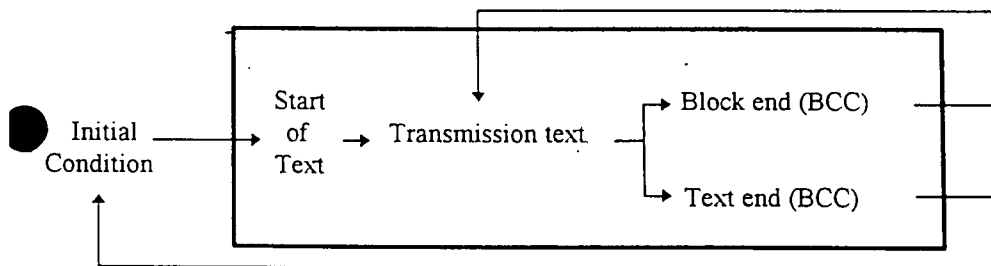 Initial
Condition
Start
of
Text
Transmission text
Block end (BCC)
Text end (BCC)